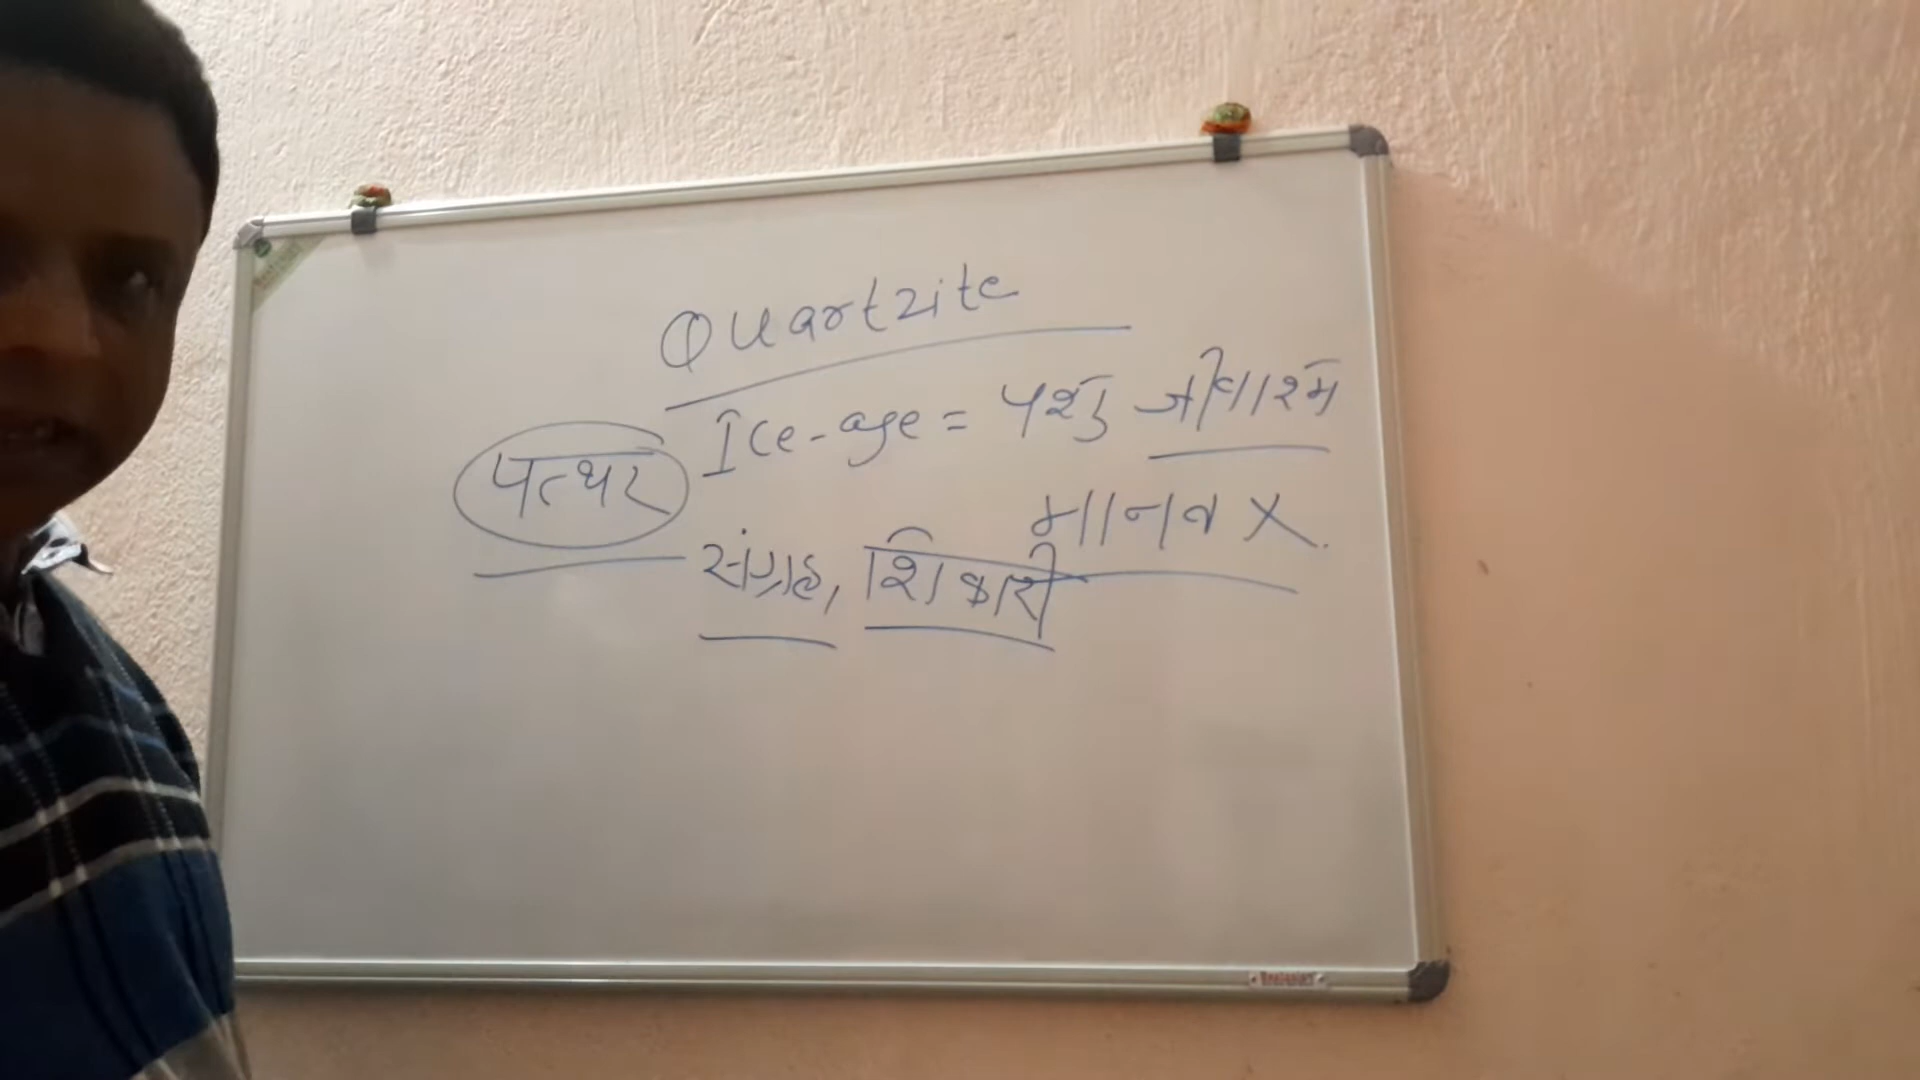 Quartzite
Ice-age = पशु जीवाश्म
पत्थर
मानव X
संग्रह, शिकारी